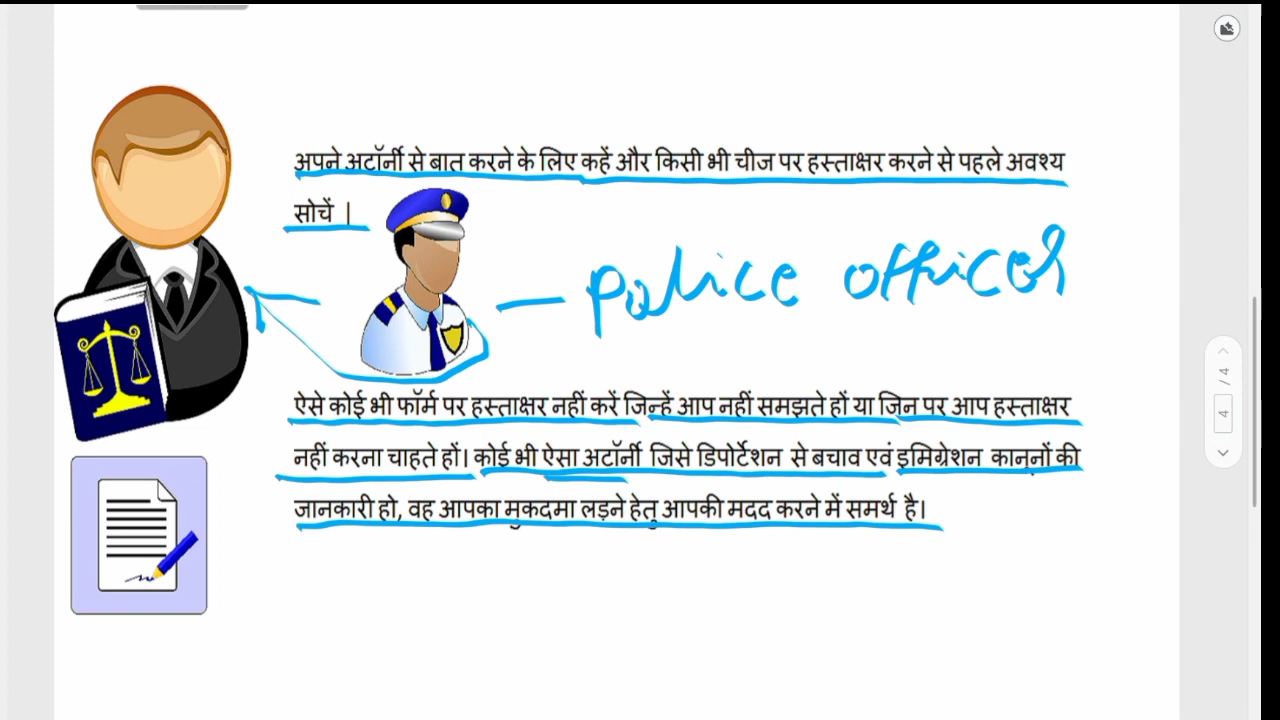 अपने अटॉर्नी से बात करने के लिए कहें और किसी भी चीज पर हस्ताक्षर करने से पहले अवश्य
सोचें |
police officer
ऐसे कोई भी फॉर्म पर हस्ताक्षर नहीं करें जिन्हें आप नहीं समझते हों या जिन पर आप हस्ताक्षर
नहीं करना चाहते हों। कोई भी ऐसा अटॉर्नी जिसे डिपोर्टेशन से बचाव एवं इमिग्रेशन कानूनों की
जानकारी हो, वह आपका मुकदमा लड़ने हेतु आपकी मदद करने में समर्थ है।
4 / 4